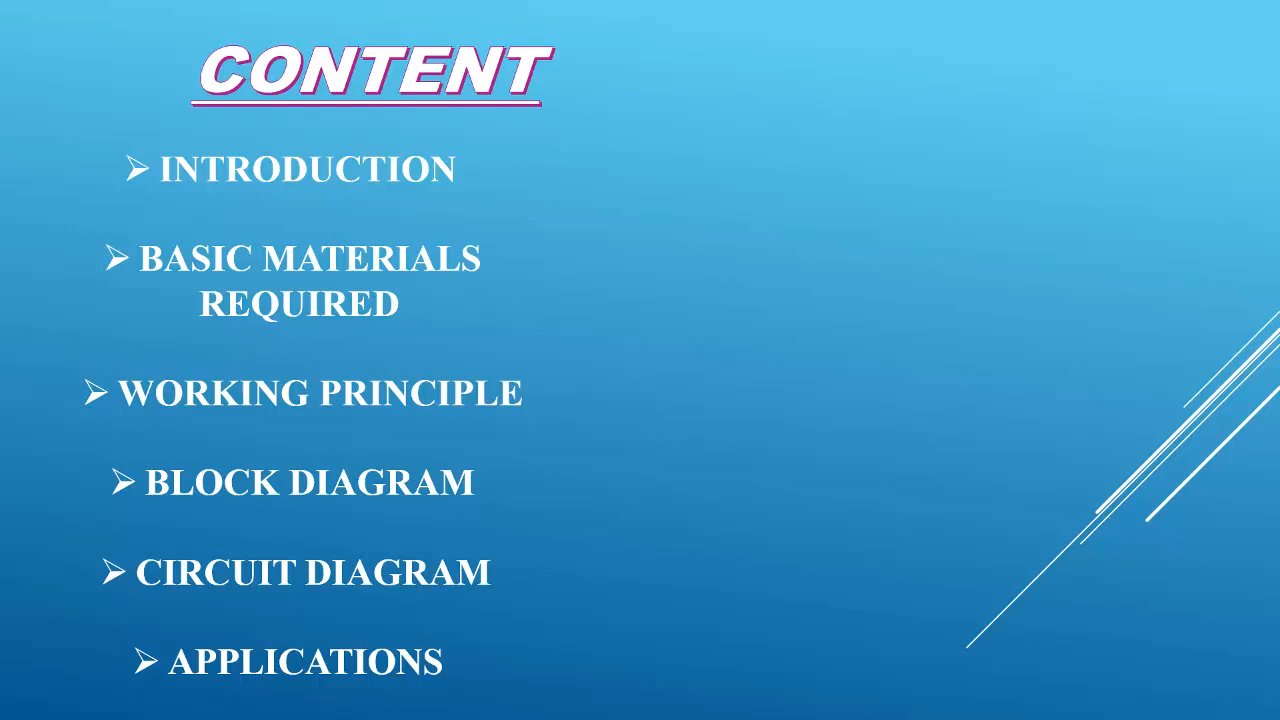 CONTENT
➢ INTRODUCTION
➢ BASIC MATERIALS
REQUIRED
➢ WORKING PRINCIPLE
➢ BLOCK DIAGRAM
➢ CIRCUIT DIAGRAM
➢ APPLICATIONS